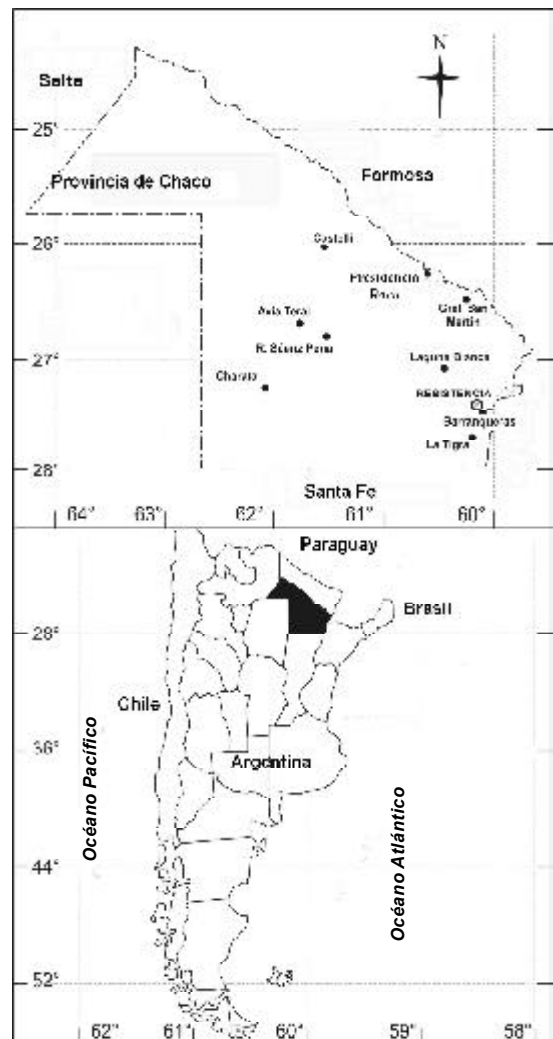 N
Salta
25°
Provincia de Chaco
Formosa
26°
Castelli
Presidencia
Roca
Gral. San
Martín
Avia Terai
R. Sáenz Peña
27°
Laguna Blanca
Charata
RESISTENCIA
Barranqueras
La Tigra
28°
Santa Fe
64°
63°
62°
61°
60°
Paraguay
Brasil
28°
Chile
36°
Argentina
Océano Pacífico
Océano Atlántico
44°
52°
62°
61°
60°
59°
58°